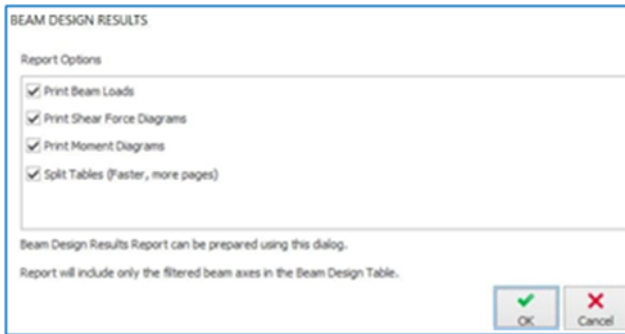 BEAM DESIGN RESULTS
Report Options
Print Beam Loads
Print Shear Force Diagrams
Print Moment Diagrams
Split Tables (Faster, more pages)
Beam Design Results Report can be prepared using this dialog.
Report will include only the filtered beam axes in the Beam Design Table.
OK Cancel